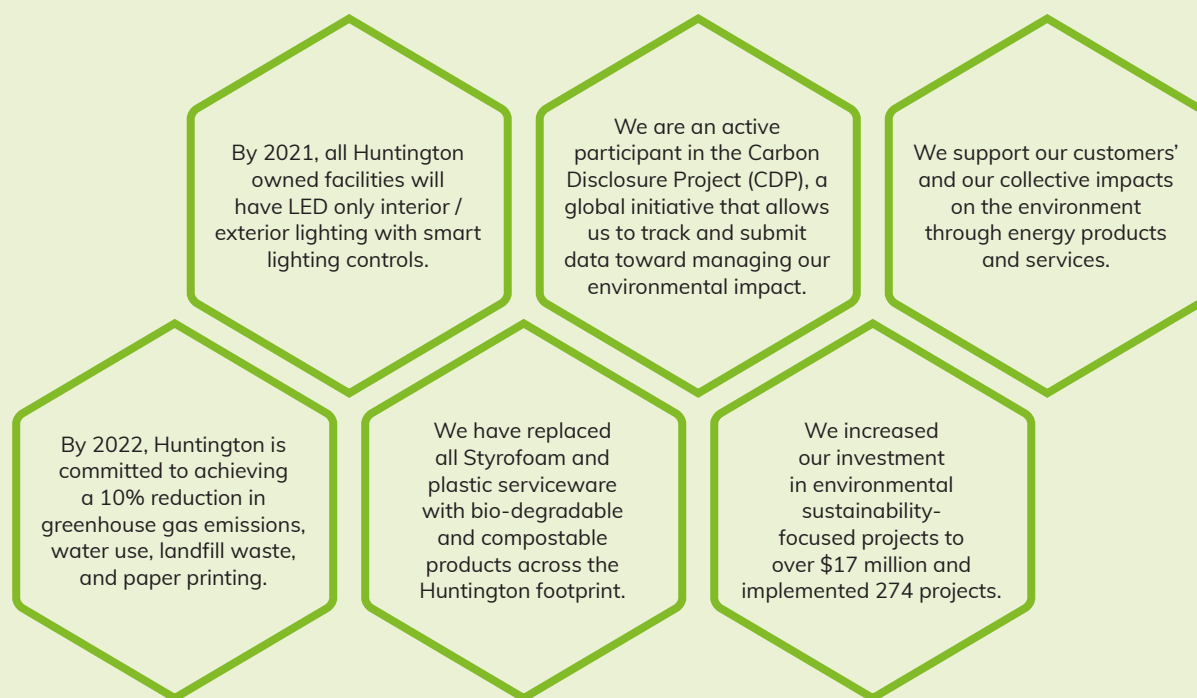 By 2021, all Huntington
owned facilities will
have LED only interior /
exterior lighting with smart
lighting controls.
We are an active
participant in the Carbon
Disclosure Project (CDP), a
global initiative that allows
us to track and submit
data toward managing our
environmental impact.
We support our customers’
and our collective impacts
on the environment
through energy products
and services.
By 2022, Huntington is
committed to achieving
a 10% reduction in
greenhouse gas emissions,
water use, landfill waste,
and paper printing.
We have replaced
all Styrofoam and
plastic serviceware
with bio-degradable
and compostable
products across the
Huntington footprint.
We increased
our investment
in environmental
sustainability-
focused projects to
over $17 million and
implemented 274 projects.